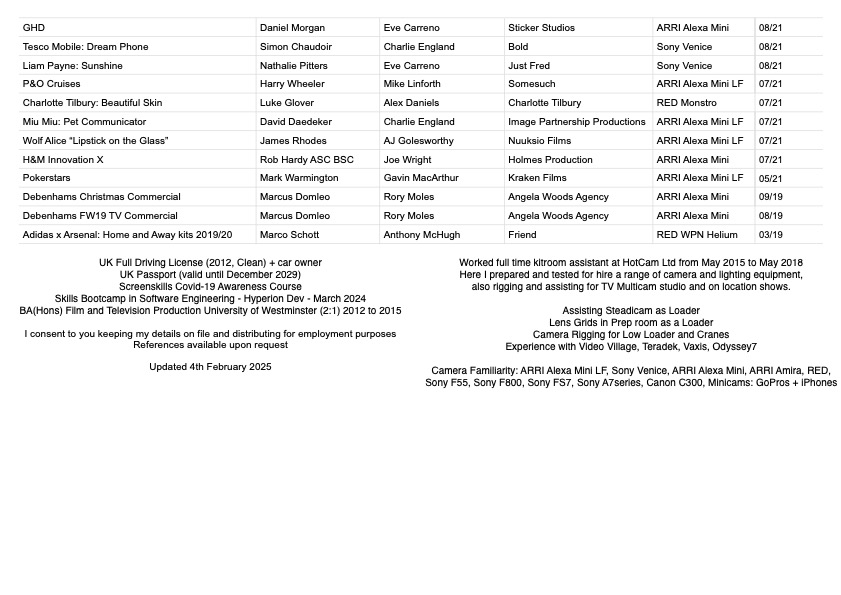 GHD Daniel Morgan Eve Carreno Sticker Studios ARRI Alexa Mini 08/21
Tesco Mobile: Dream Phone Simon Chaudoir Charlie England Bold Sony Venice 08/21
Liam Payne: Sunshine Nathalie Pitters Eve Carreno Just Fred Sony Venice 08/21
P&O Cruises Harry Wheeler Mike Linforth Somesuch ARRI Alexa Mini LF 07/21
Charlotte Tilbury: Beautiful Skin Luke Glover Alex Daniels Charlotte Tilbury RED Monstro 07/21
Miu Miu: Pet Communicator David Daedeker Charlie England Image Partnership Productions ARRI Alexa Mini LF 07/21
Wolf Alice “Lipstick on the Glass” James Rhodes AJ Golesworthy Nuuksio Films ARRI Alexa Mini LF 07/21
H&M Innovation X Rob Hardy ASC BSC Joe Wright Holmes Production ARRI Alexa Mini 07/21
Pokerstars Mark Warmington Gavin MacArthur Kraken Films ARRI Alexa Mini LF 05/21
Debenhams Christmas Commercial Marcus Domleo Rory Moles Angela Woods Agency ARRI Alexa Mini 09/19
Debenhams FW19 TV Commercial Marcus Domleo Rory Moles Angela Woods Agency ARRI Alexa Mini 08/19
Adidas x Arsenal: Home and Away kits 2019/20 Marco Schott Anthony McHugh Friend RED WPN Helium 03/19
UK Full Driving License (2012, Clean) + car owner
UK Passport (valid until December 2029)
Screenskills Covid-19 Awareness Course
Skills Bootcamp in Software Engineering - Hyperion Dev - March 2024
BA(Hons) Film and Television Production University of Westminster (2:1) 2012 to 2015
I consent to you keeping my details on file and distributing for employment purposes
References available upon request
Updated 4th February 2025
Worked full time kitroom assistant at HotCam Ltd from May 2015 to May 2018
Here I prepared and tested for hire a range of camera and lighting equipment,
also rigging and assisting for TV Multicam studio and on location shows.
Assisting Steadicam as Loader
Lens Grids in Prep room as a Loader
Camera Rigging for Low Loader and Cranes
Experience with Video Village, Teradek, Vaxis, Odyssey7
Camera Familiarity: ARRI Alexa Mini LF, Sony Venice, ARRI Alexa Mini, ARRI Amira, RED,
Sony F55, Sony F800, Sony FS7, Sony A7series, Canon C300, Minicams: GoPros + iPhones